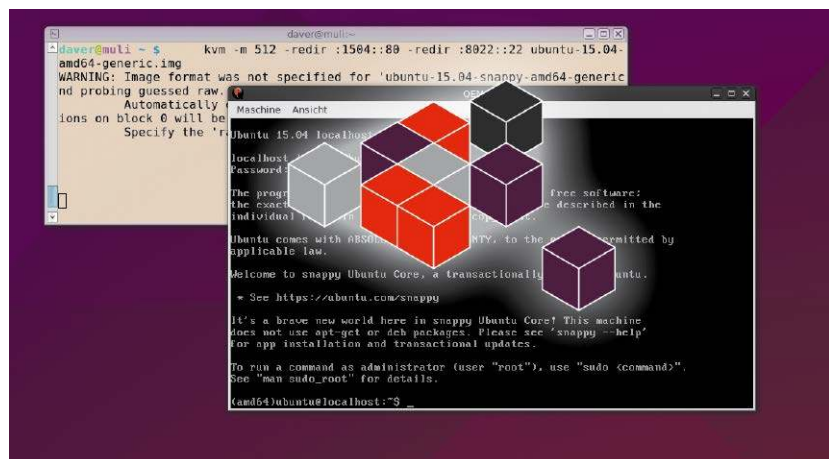 daver@muli:~
daver@muli ~ $ kvm -m 512 -redir :1504::80 -redir :8022::22 ubuntu-15.04-
amd64-generic.img
WARNING: Image format was not specified for 'ubuntu-15.04-snappy-amd64-generic
nd probing guessed raw.
Automatically
ions on block 0 will be
Specify the
Maschine Ansicht
Ubuntu 15.04 localhost
localhost
Password:
The free software;
the exact described in the
individual
Ubuntu comes with to the permitted by
applicable law.
Welcome to snappy Ubuntu Core, a transactionally
* See https://ubuntu.com/snappy
It's a brave new world here in snappy Ubuntu Core! This machine
does not use apt-get or deb packages. Please see 'snappy --help'
for app installation and transactional updates.
To run a command as administrator (user "root"), use "sudo <command>".
See "man sudo_root" for details.
(amd64)ubuntu@localhost:~$ _